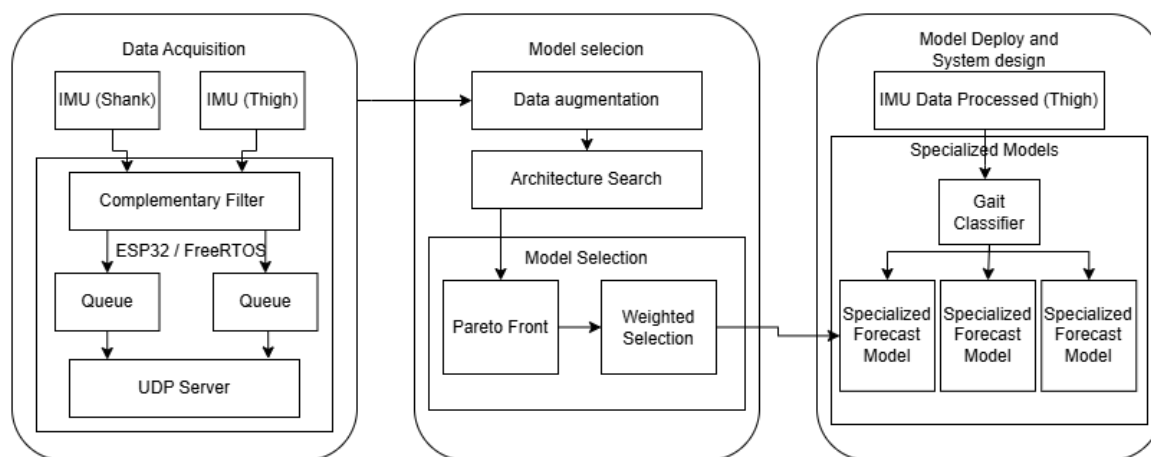 Data Acquisition
IMU (Shank)
IMU (Thigh)
Complementary Filter
ESP32 / FreeRTOS
Queue
Queue
UDP Server
Model selecion
Data augmentation
Architecture Search
Model Selection
Pareto Front
Weighted
Selection
Model Deploy and
System design
IMU Data Processed (Thigh)
Specialized Models
Gait
Classifier
Specialized
Forecast
Model
Specialized
Forecast
Model
Specialized
Forecast
Model